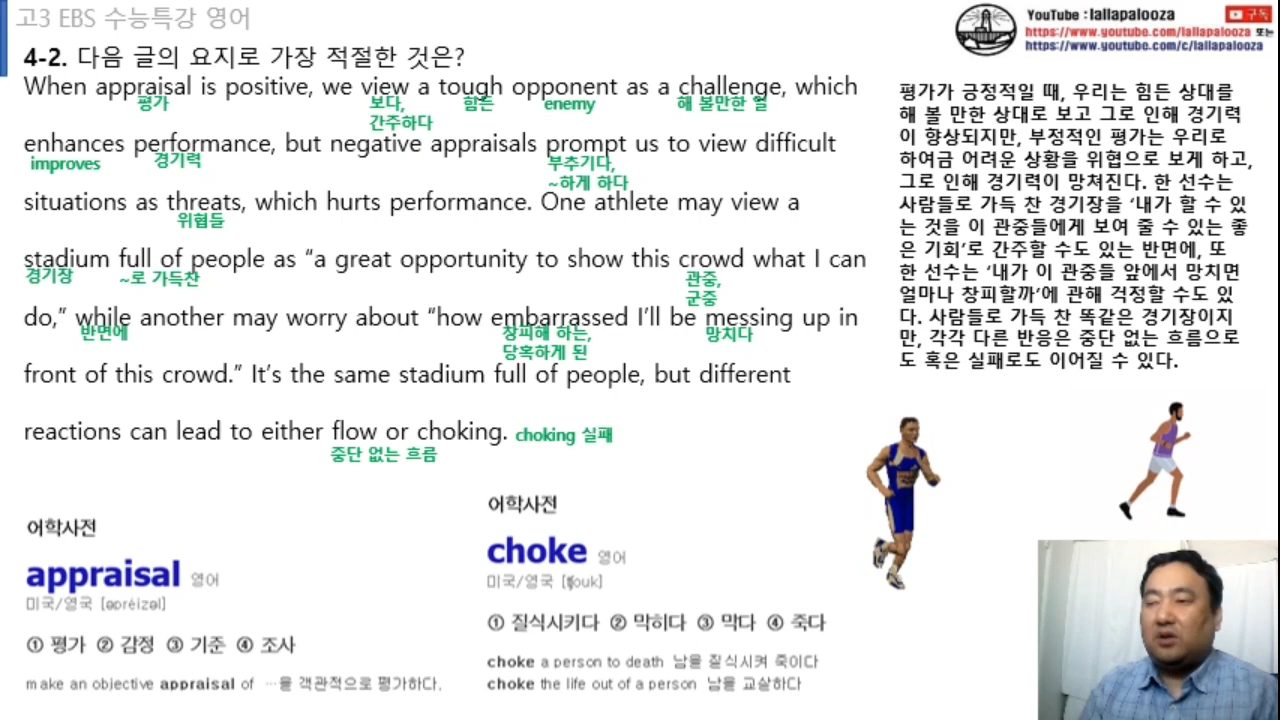 고3 EBS 수능특강 영어
YouTube : lallapalooza
구독
https://www.youtube.com/lallapalooza 또는
https://www.youtube.com/c/lallapalooza
4-2. 다음 글의 요지로 가장 적절한 것은?
When appraisal is positive, we view a tough opponent as a challenge, which
평가 보다, 힘든 enemy 해 볼만한 일
간주하다
enhances performance, but negative appraisals prompt us to view difficult
improves 경기력 부추기다,
~하게 하다
situations as threats, which hurts performance. One athlete may view a
위협들
stadium full of people as “a great opportunity to show this crowd what I can
경기장 ~로 가득찬 관중,
군중
do,” while another may worry about “how embarrassed I’ll be messing up in
반면에 창피해 하는, 망치다
당혹하게 된
front of this crowd.” It’s the same stadium full of people, but different
reactions can lead to either flow or choking. choking 실패
중단 없는 흐름
평가가 긍정적일 때, 우리는 힘든 상대를
해 볼 만한 상대로 보고 그로 인해 경기력
이 향상되지만, 부정적인 평가는 우리로
하여금 어려운 상황을 위협으로 보게 하고,
그로 인해 경기력이 망쳐진다. 한 선수는
사람들로 가득 찬 경기장을 ‘내가 할 수 있
는 것을 이 관중들에게 보여 줄 수 있는 좋
은 기회’로 간주할 수도 있는 반면에, 또
한 선수는 ‘내가 이 관중들 앞에서 망치면
얼마나 창피할까’에 관해 걱정할 수도 있
다. 사람들로 가득 찬 똑같은 경기장이지
만, 각각 다른 반응은 중단 없는 흐름으로
도 혹은 실패로도 이어질 수 있다.
어학사전
appraisal 영어
미국/영국 [əpréizəl]
① 평가 ② 감정 ③ 기준 ④ 조사
make an objective appraisal of …을 객관적으로 평가하다.
어학사전
choke 영어
미국/영국 [tʃouk]
① 질식시키다 ② 막히다 ③ 막다 ④ 죽다
choke a person to death 남을 질식시켜 죽이다
choke the life out of a person 남을 교살하다